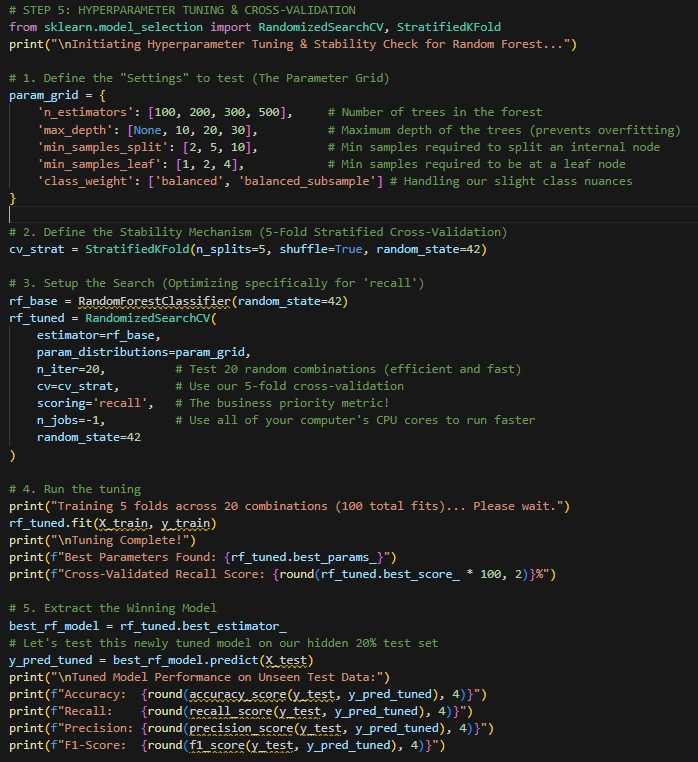 # STEP 5: HYPERPARAMETER TUNING & CROSS-VALIDATION
from sklearn.model_selection import RandomizedSearchCV, StratifiedKFold
print("\nInitiating Hyperparameter Tuning & Stability Check for Random Forest...")
# 1. Define the "Settings" to test (The Parameter Grid)
param_grid = {
    'n_estimators': [100, 200, 300, 500],     # Number of trees in the forest
    'max_depth': [None, 10, 20, 30],          # Maximum depth of the trees (prevents overfitting)
    'min_samples_split': [2, 5, 10],          # Min samples required to split an internal node
    'min_samples_leaf': [1, 2, 4],            # Min samples required to be at a leaf node
    'class_weight': ['balanced', 'balanced_subsample'] # Handling our slight class nuances
}
# 2. Define the Stability Mechanism (5-Fold Stratified Cross-Validation)
cv_strat = StratifiedKFold(n_splits=5, shuffle=True, random_state=42)
# 3. Setup the Search (Optimizing specifically for 'recall')
rf_base = RandomForestClassifier(random_state=42)
rf_tuned = RandomizedSearchCV(
    estimator=rf_base,
    param_distributions=param_grid,
    n_iter=20,          # Test 20 random combinations (efficient and fast)
    cv=cv_strat,        # Use our 5-fold cross-validation
    scoring='recall',   # The business priority metric!
    n_jobs=-1,          # Use all of your computer's CPU cores to run faster
    random_state=42
)
# 4. Run the tuning
print("Training 5 folds across 20 combinations (100 total fits)... Please wait.")
rf_tuned.fit(X_train, y_train)
print("\nTuning Complete!")
print(f"Best Parameters Found: {rf_tuned.best_params_}")
print(f"Cross-Validated Recall Score: {round(rf_tuned.best_score_ * 100, 2)}%")
# 5. Extract the Winning Model
best_rf_model = rf_tuned.best_estimator_
# Let's test this newly tuned model on our hidden 20% test set
y_pred_tuned = best_rf_model.predict(X_test)
print("\nTuned Model Performance on Unseen Test Data:")
print(f"Accuracy:  {round(accuracy_score(y_test, y_pred_tuned), 4)}")
print(f"Recall:    {round(recall_score(y_test, y_pred_tuned), 4)}")
print(f"Precision: {round(precision_score(y_test, y_pred_tuned), 4)}")
print(f"F1-Score:  {round(f1_score(y_test, y_pred_tuned), 4)}")